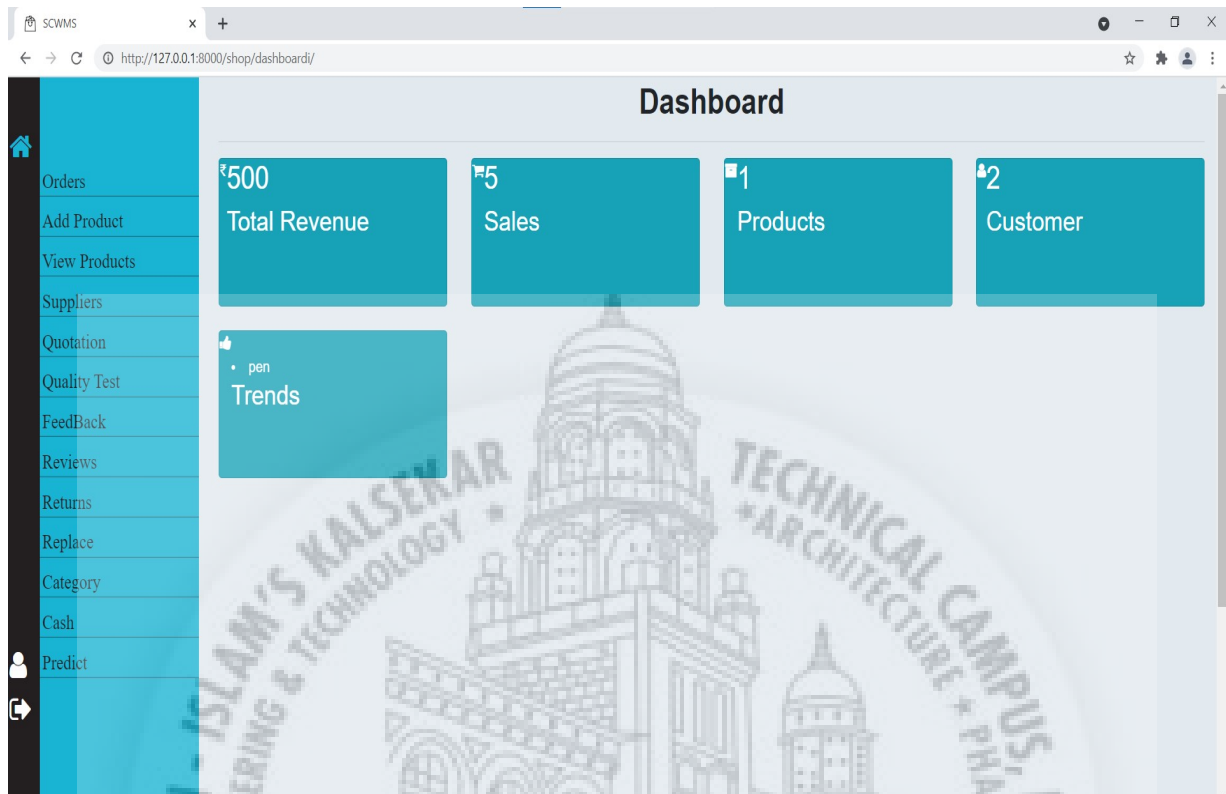 SCWMS
http://127.0.0.1:8000/shop/dashboardi/
Dashboard
Orders
Add Product
View Products
Suppliers
Quotation
Quality Test
FeedBack
Reviews
Returns
Replace
Category
Cash
Predict
₹500
Total Revenue
5
Sales
1
Products
2
Customer
• pen
Trends
ISLAM'S KALSEKAR TECHNICAL CAMPUS,
& TECHNOLOGY * *ARCHITECTURE *